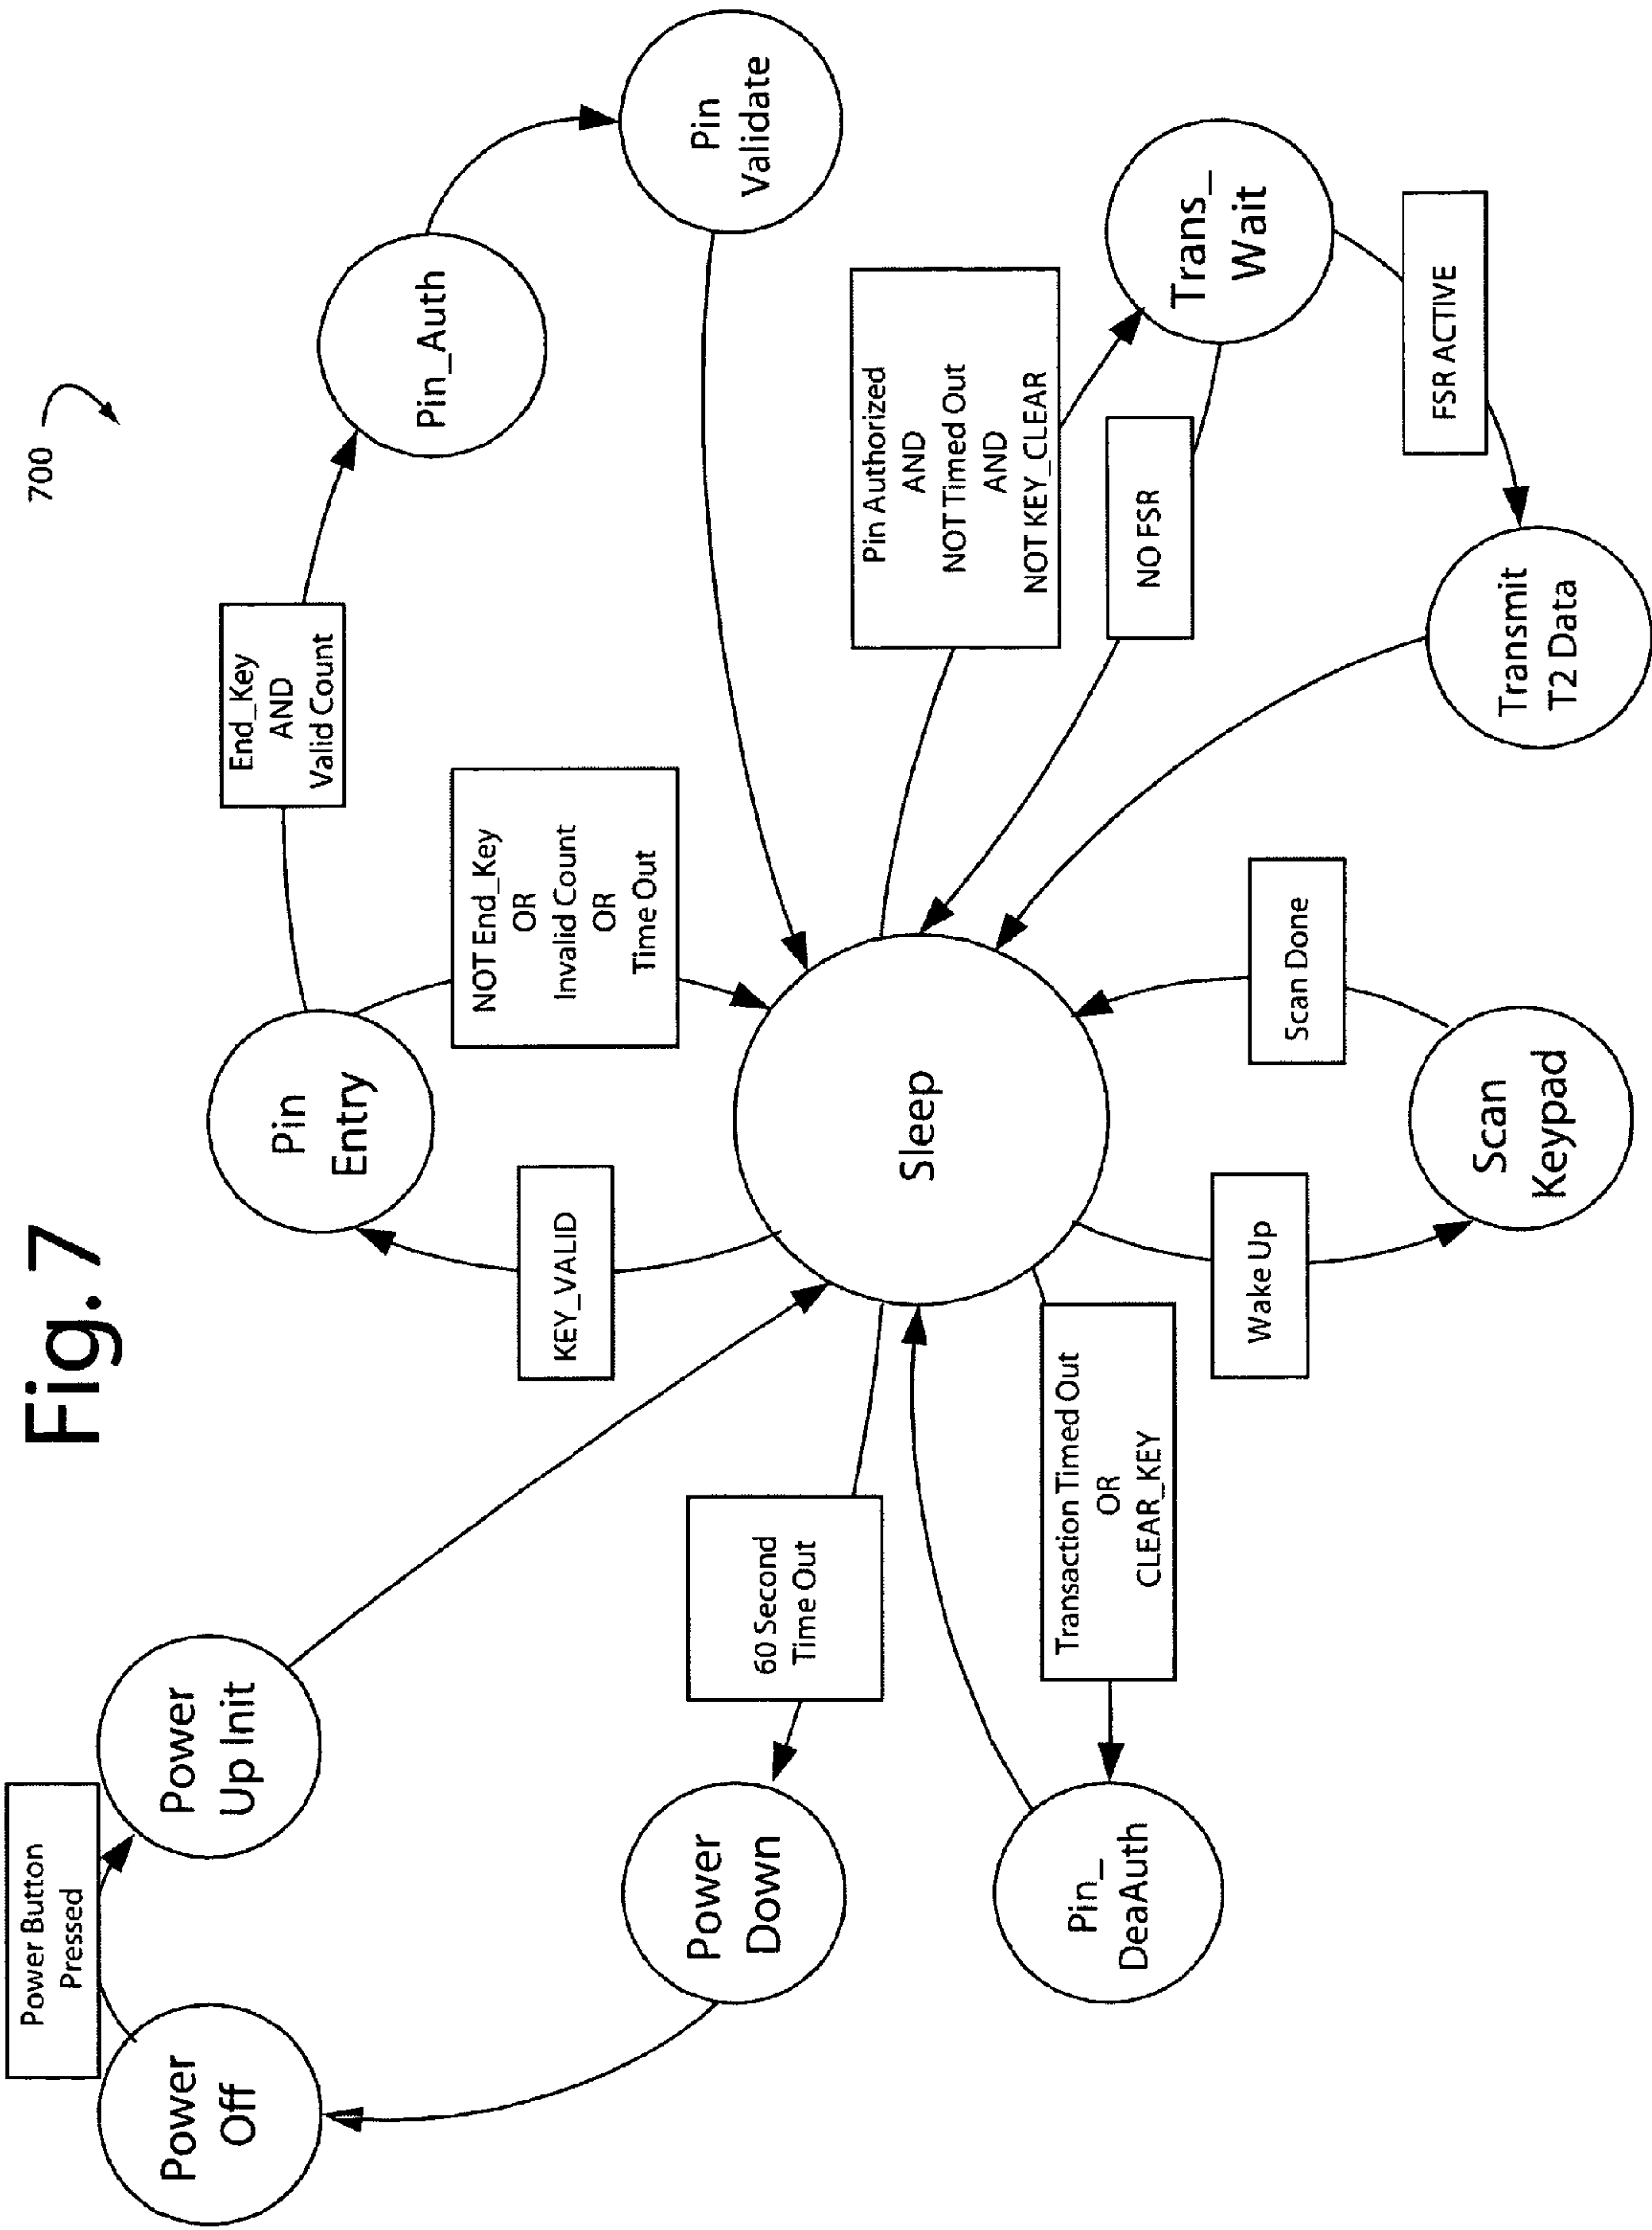 Fig. 7
700
Power Button
Pressed
Power
Off
Power
Up Init
Pin
Entry
End_Key
AND
Valid Count
Pin_Auth
Pin
Validate
KEY_VALID
NOT End_Key
OR
Invalid Count
OR
Time Out
60 Second
Time Out
Power
Down
Sleep
Pin Authorized
AND
NOT Timed Out
AND
NOT KEY_CLEAR
NO FSR
Trans_
Wait
Pin_
DeaAuth
Transaction Timed Out
OR
CLEAR_KEY
Wake Up
Scan Done
FSR ACTIVE
Scan
Keypad
Transmit
T2 Data